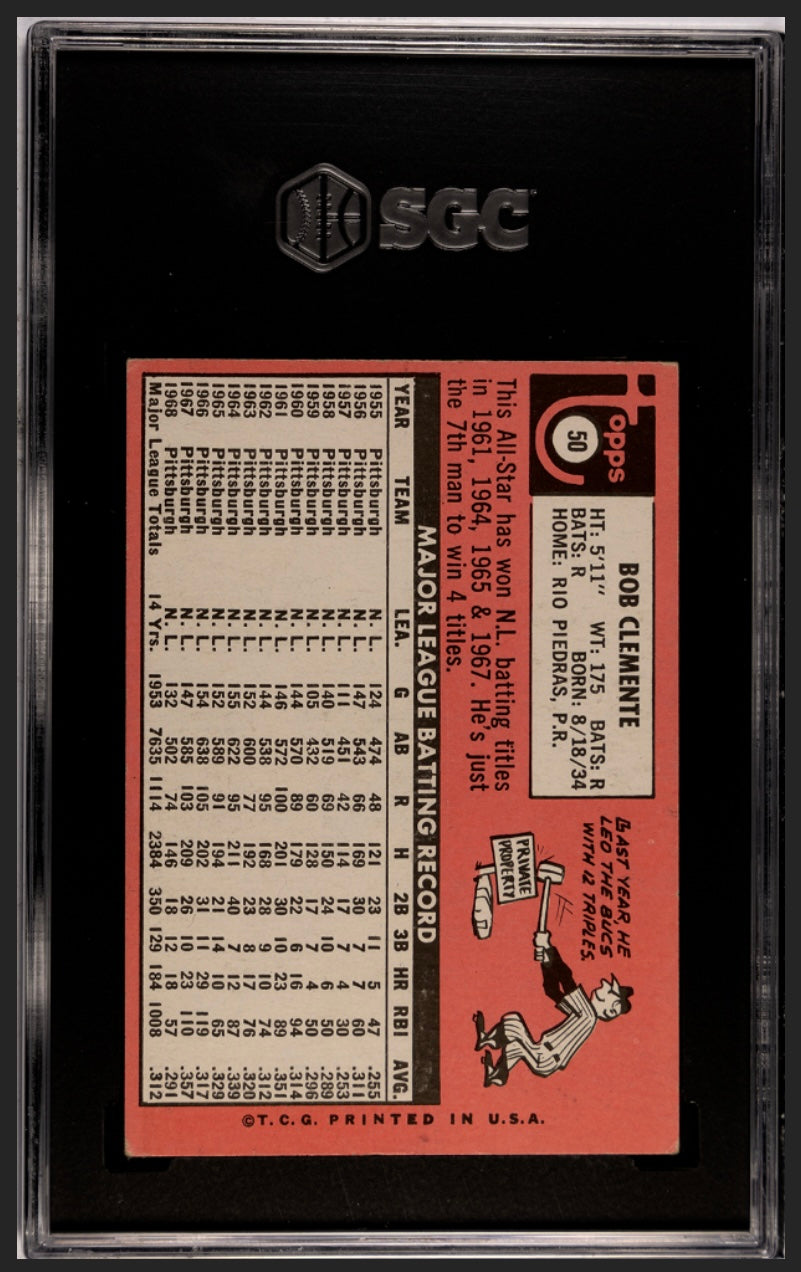 SGC
Topps
50
BOB CLEMENTE
HT: 5'11" WT: 175 BATS: R
BATS: R BORN: 8/18/34
HOME: RIO PIEDRAS, P.R.
LAST YEAR HE
LED THE BUCS
WITH 12 TRIPLES.
PRIVATE
PROPERTY
This All-Star has won N.L. batting titles
in 1961, 1964, 1965 & 1967. He's just
the 7th man to win 4 titles.
MAJOR LEAGUE BATTING RECORD
YEAR TEAM LEA. G AB R H 2B 3B HR RBI AVG.
1955 Pittsburgh N. L. 124 474 48 121 23 11 5 47 .255
1956 Pittsburgh N. L. 147 543 66 169 30 7 7 60 .311
1957 Pittsburgh N. L. 111 451 42 114 17 7 4 30 .253
1958 Pittsburgh N. L. 140 519 69 150 24 10 6 50 .289
1959 Pittsburgh N. L. 105 432 60 128 17 7 4 50 .296
1960 Pittsburgh N. L. 144 570 89 179 22 6 16 94 .314
1961 Pittsburgh N. L. 146 572 100 201 30 10 23 89 .351
1962 Pittsburgh N. L. 144 538 95 168 28 9 10 74 .312
1963 Pittsburgh N. L. 152 600 77 192 23 8 17 76 .320
1964 Pittsburgh N. L. 155 622 95 211 40 7 12 87 .339
1965 Pittsburgh N. L. 152 589 91 194 21 14 10 65 .329
1966 Pittsburgh N. L. 154 638 105 202 31 11 29 119 .317
1967 Pittsburgh N. L. 147 585 103 209 26 10 23 110 .357
1968 Pittsburgh N. L. 132 502 74 146 18 12 18 57 .291
Major League Totals 14 Yrs. 1953 7635 1114 2384 350 129 184 1008 .312
©T. C. G. PRINTED IN U.S.A.